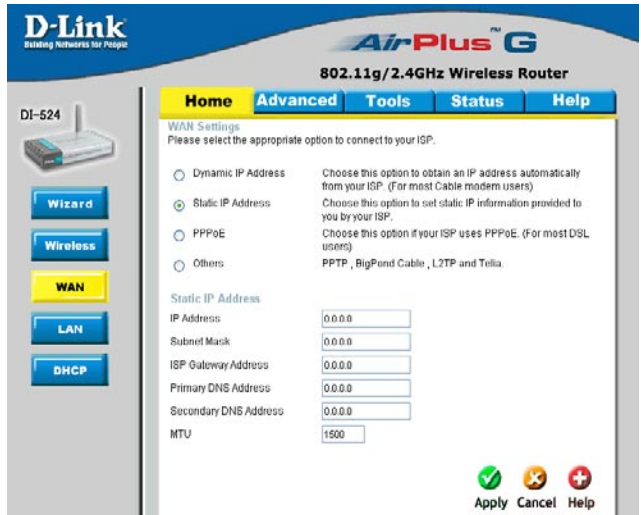 D-Link
Building Networks for People
AirPlus™ G
802.11g/2.4GHz Wireless Router
DI-524
Home Advanced Tools Status Help
Wizard
Wireless
WAN
LAN
DHCP
WAN Settings
Please select the appropriate option to connect to your ISP.
Dynamic IP Address Choose this option to obtain an IP address automatically
from your ISP. (For most Cable modem users)
Static IP Address Choose this option to set static IP information provided to
you by your ISP.
PPPoE Choose this option if your ISP uses PPPoE. (For most DSL
users)
Others PPTP , BigPond Cable , L2TP and Telia.
Static IP Address
IP Address 0.0.0.0
Subnet Mask 0.0.0.0
ISP Gateway Address 0.0.0.0
Primary DNS Address 0.0.0.0
Secondary DNS Address 0.0.0.0
MTU 1500
Apply Cancel Help